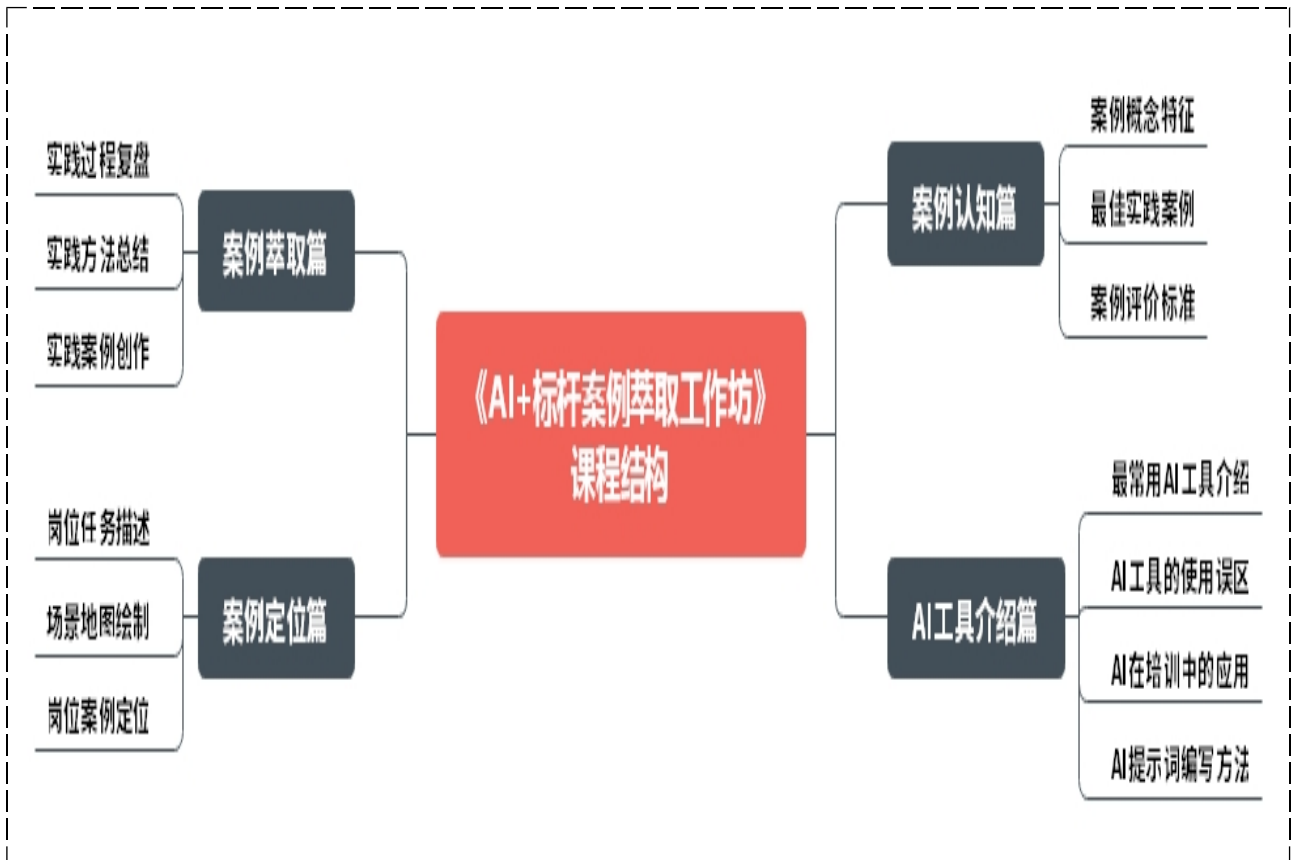 《AI+标杆案例萃取工作坊》
课程结构
案例认知篇
案例概念特征
最佳实践案例
案例评价标准
AI工具介绍篇
最常用AI工具介绍
AI工具的使用误区
AI在培训中的应用
AI提示词编写方法
案例萃取篇
实践过程复盘
实践方法总结
实践案例创作
案例定位篇
岗位任务描述
场景地图绘制
岗位案例定位